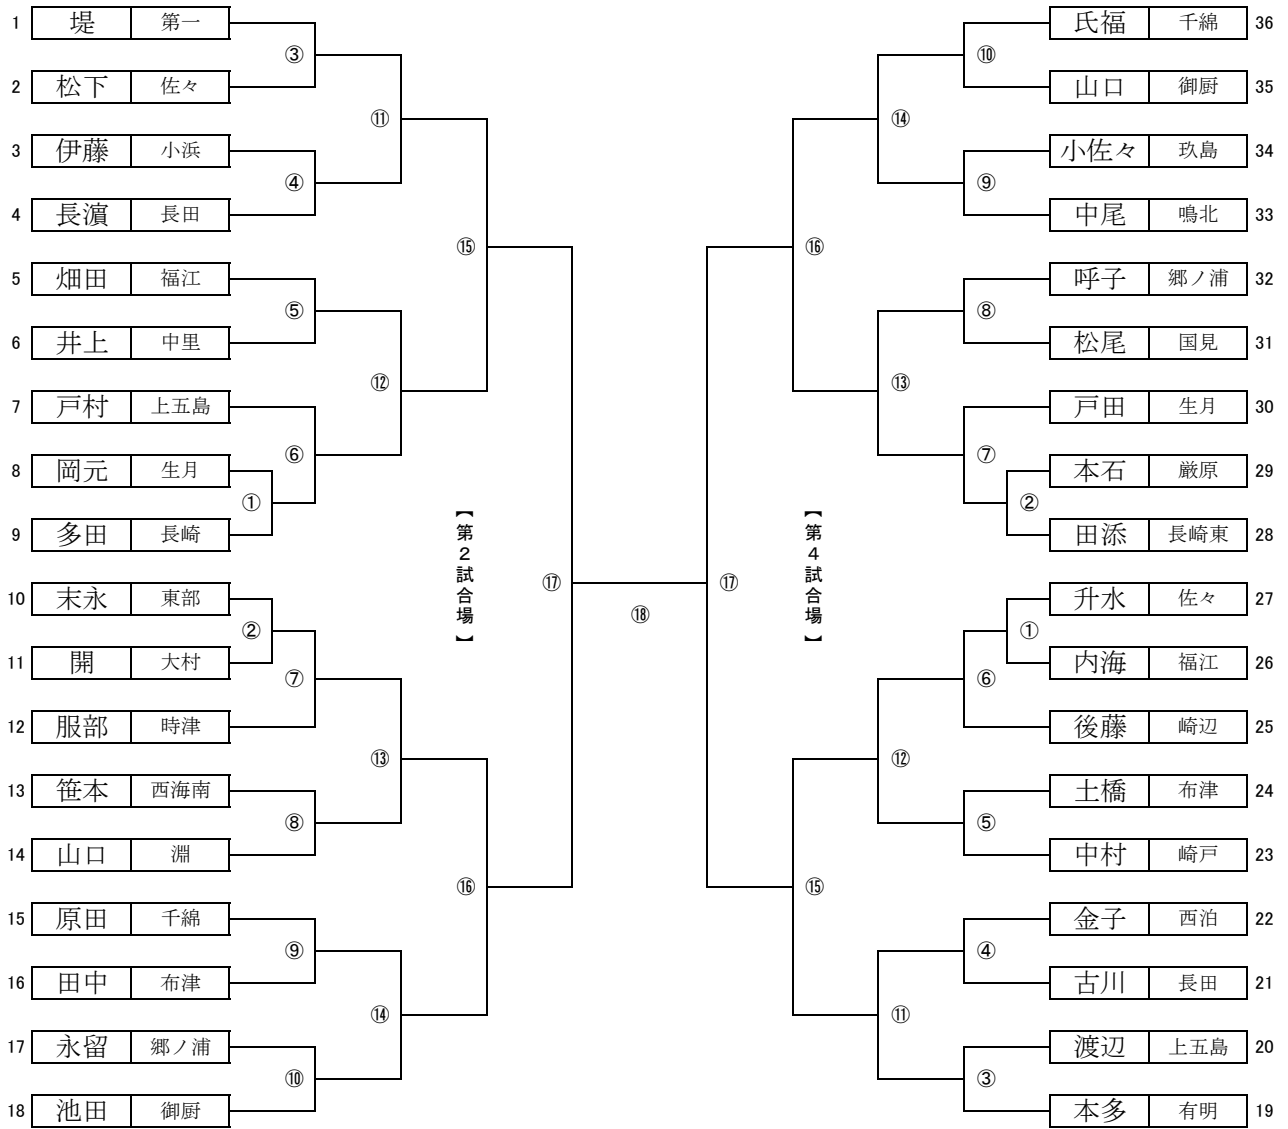 1 堤 第一
2 松下 佐々
3 伊藤 小浜
4 長濵 長田
5 畑田 福江
6 井上 中里
7 戸村 上五島
8 岡元 生月
9 多田 長崎
10 末永 東部
11 開 大村
12 服部 時津
13 笹本 西海南
14 山口 淵
15 原田 千綿
16 田中 布津
17 永留 郷ノ浦
18 池田 御厨
③
④
⑤
⑥
①
②
⑦
⑧
⑨
⑩
⑪
⑫
⑬
⑭
⑮
⑯
【第2試合場】
⑰
⑱
⑰
【第4試合場】
⑯
⑮
⑭
⑬
⑫
⑪
⑩
⑨
⑧
⑦
②
①
⑥
⑤
④
③
氏福 千綿 36
山口 御厨 35
小佐々 玖島 34
中尾 鳴北 33
呼子 郷ノ浦 32
松尾 国見 31
戸田 生月 30
本石 厳原 29
田添 長崎東 28
升水 佐々 27
内海 福江 26
後藤 崎辺 25
土橋 布津 24
中村 崎戸 23
金子 西泊 22
古川 長田 21
渡辺 上五島 20
本多 有明 19